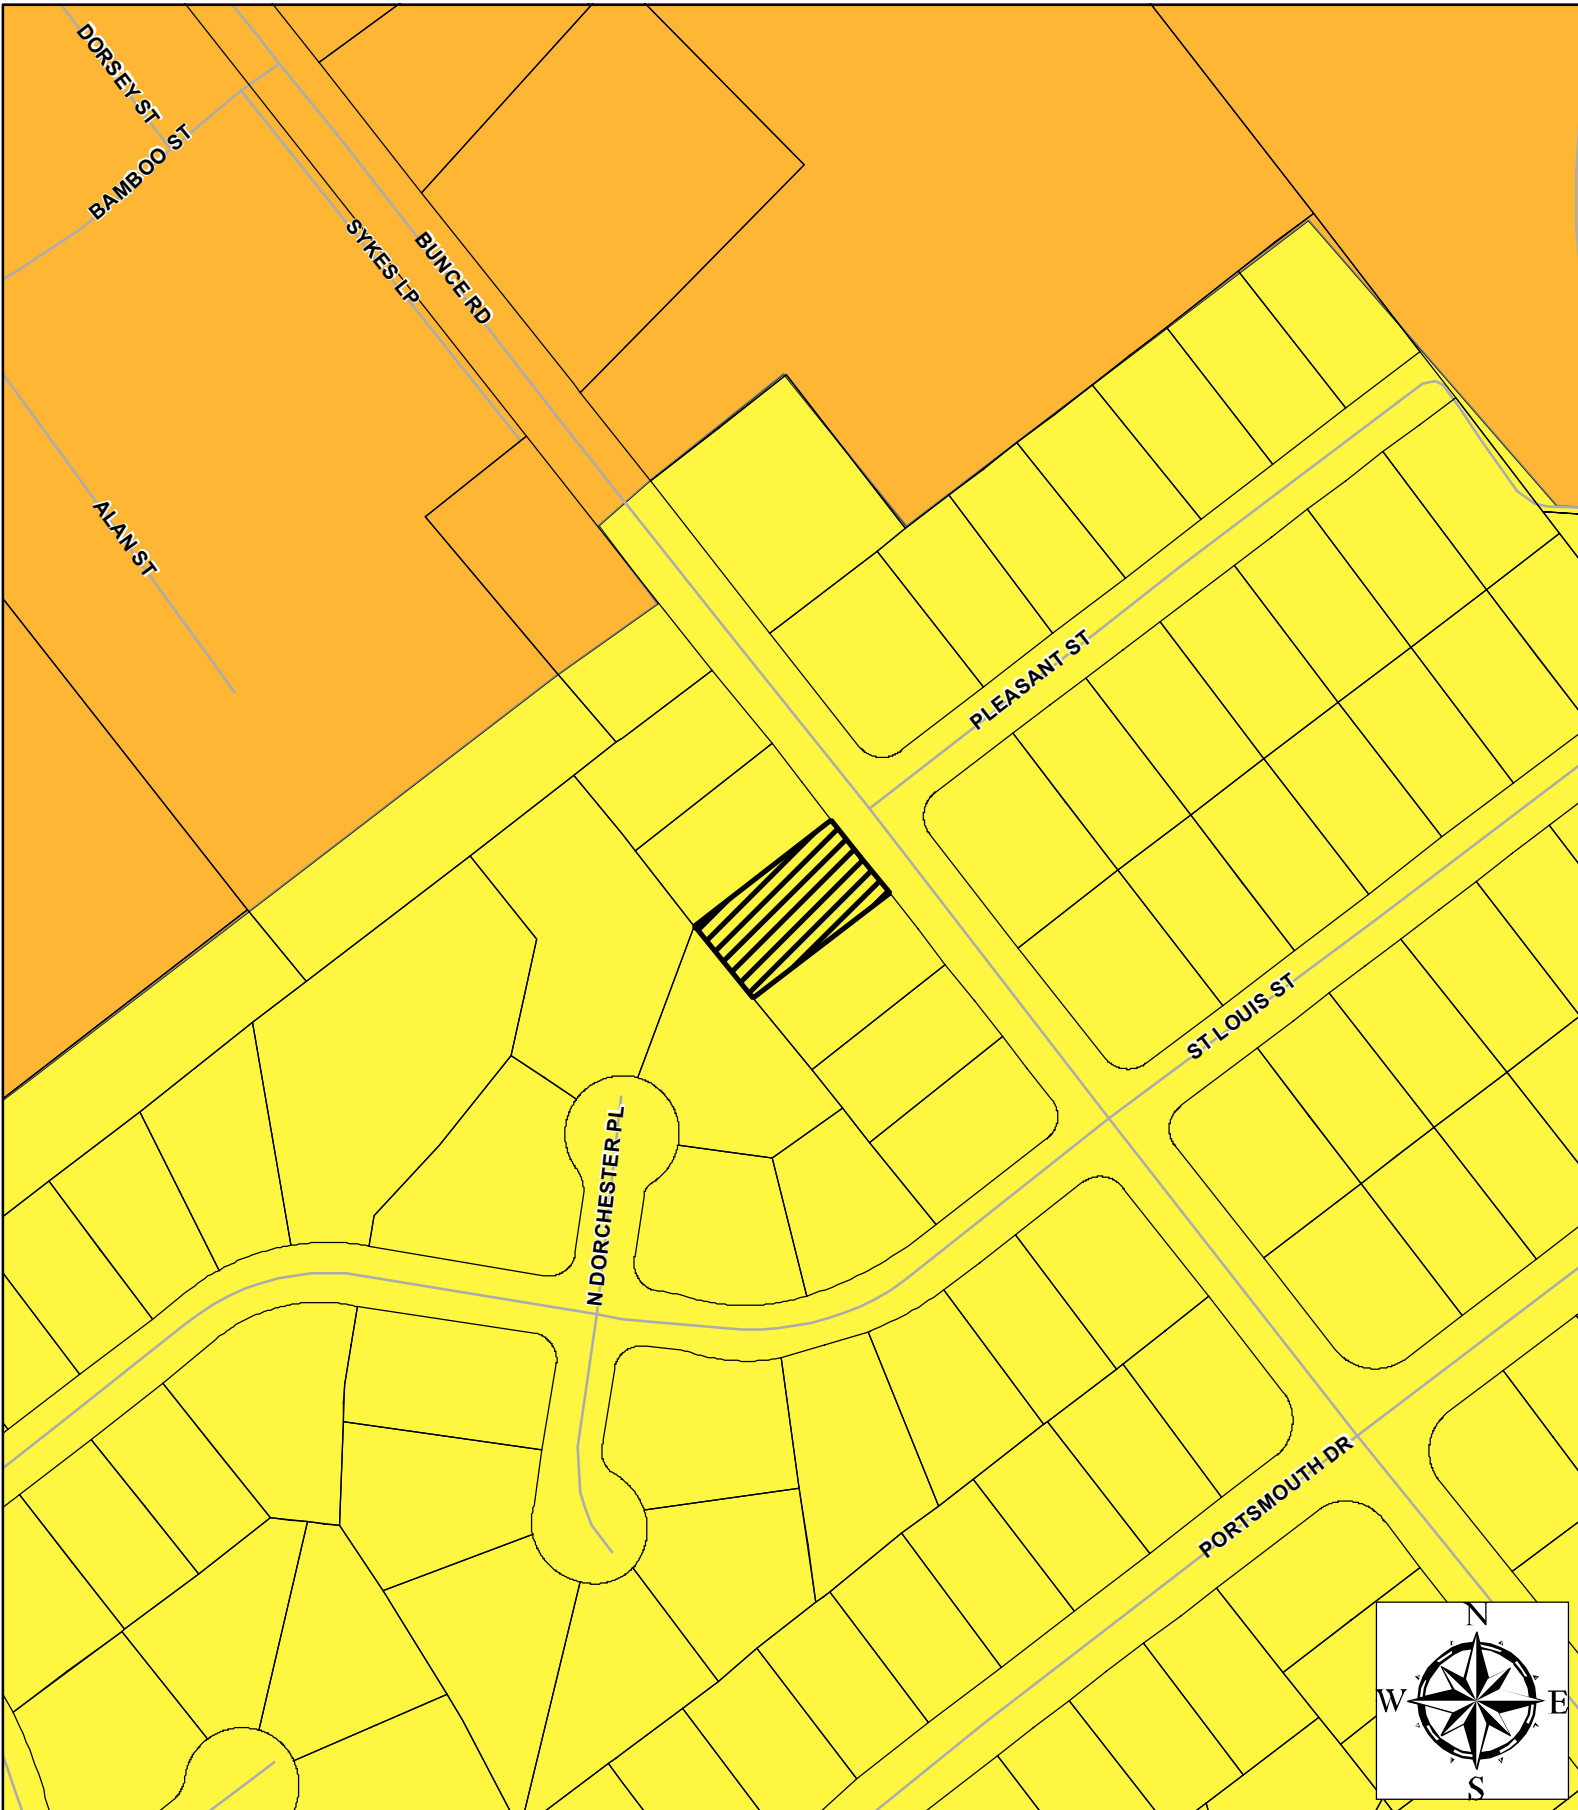 DORSEY ST
BAMBOO ST
SYKES LP
BUNCE RD
ALAN ST
PLEASANT ST
ST LOUIS ST
N DORCHESTER PL
PORTSMOUTH DR
N
W
E
S